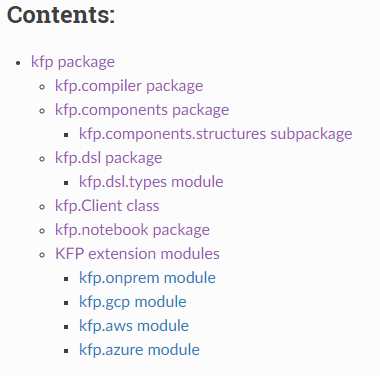 Contents:
kfp package
kfp.compiler package
kfp.components package
kfp.components.structures subpackage
kfp.dsl package
kfp.dsl.types module
kfp.Client class
kfp.notebook package
KFP extension modules
kfp.onprem module
kfp.gcp module
kfp.aws module
kfp.azure module